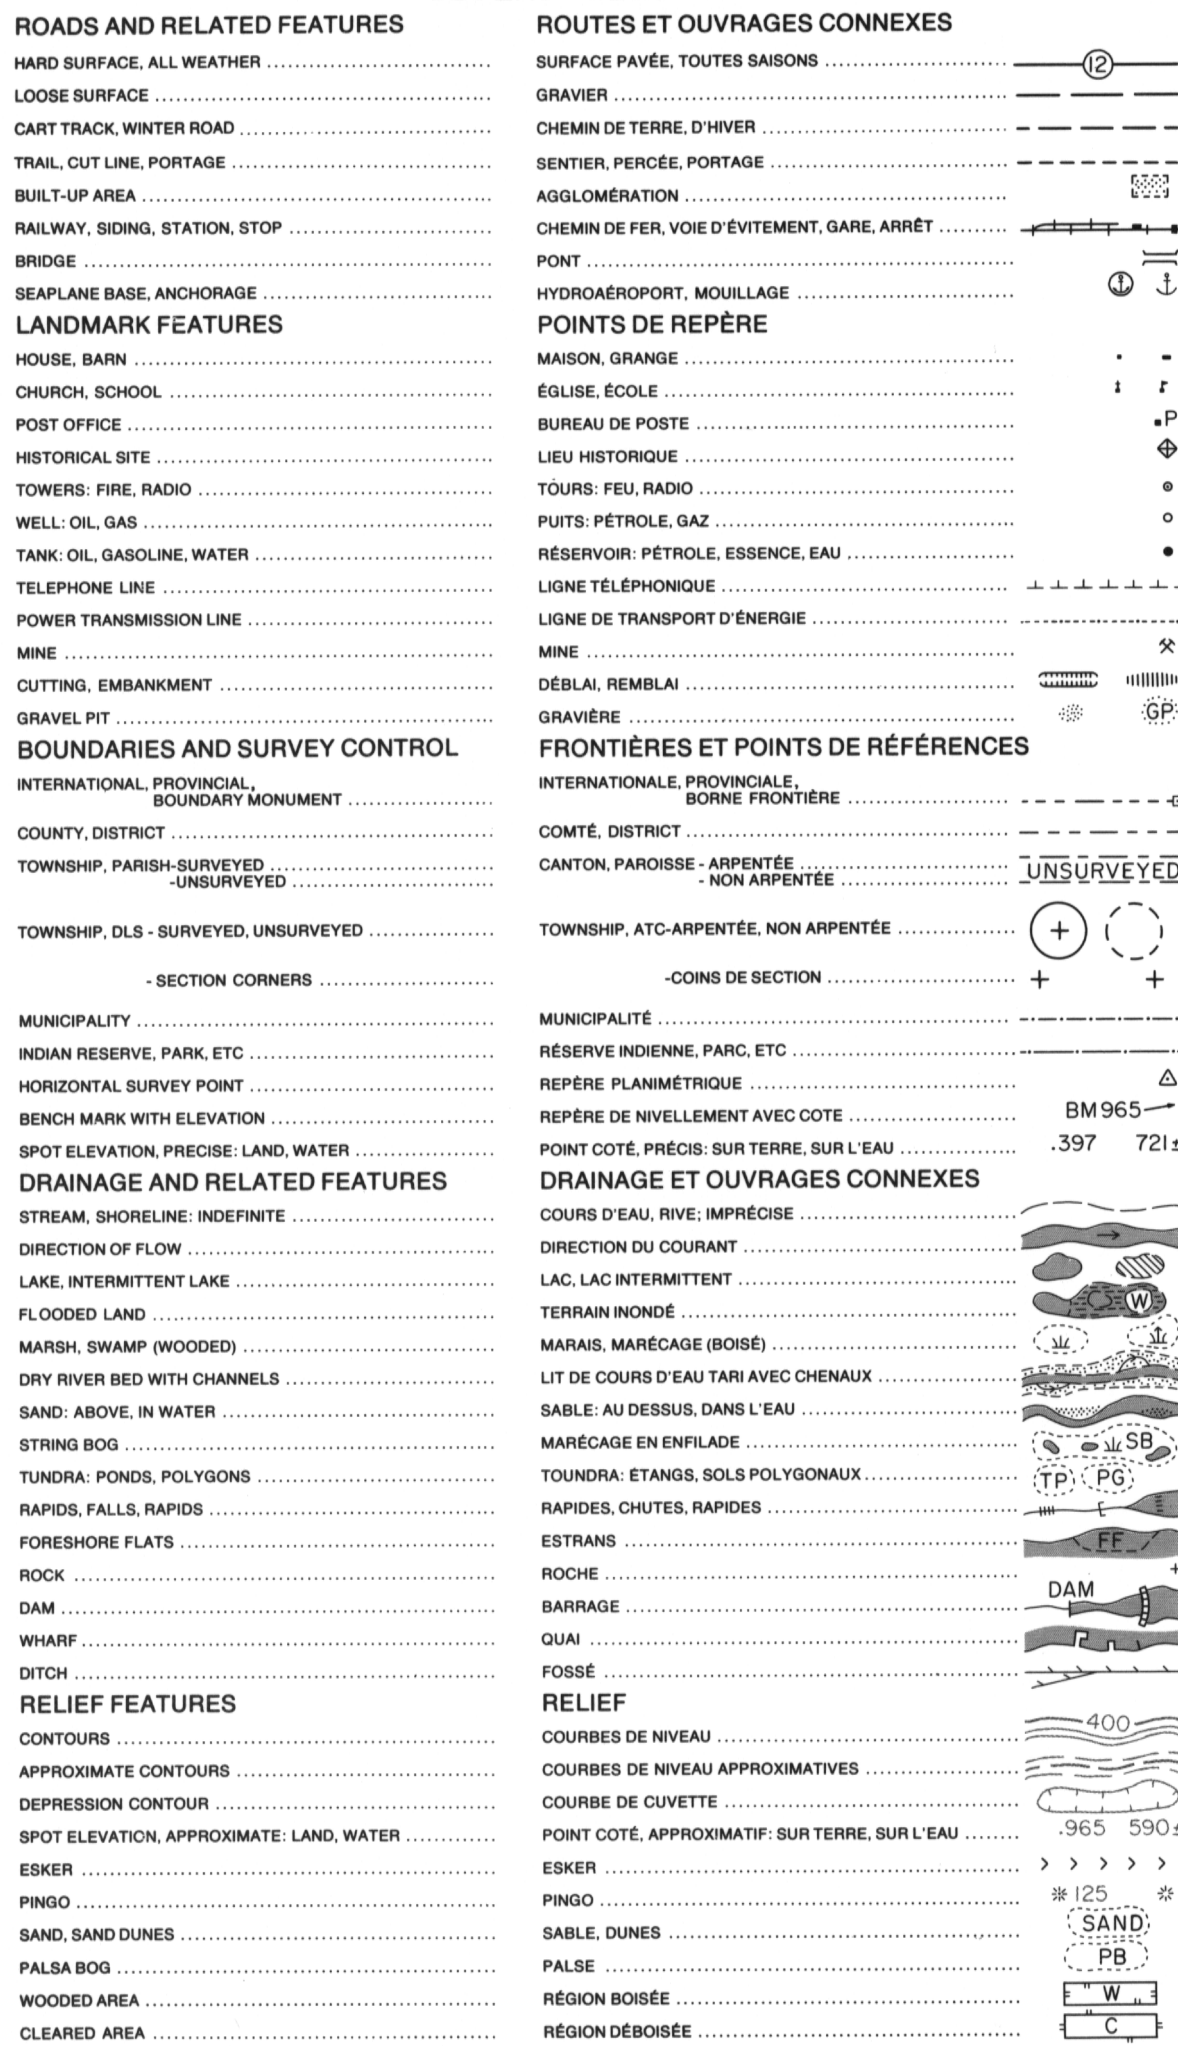 ROADS AND RELATED FEATURES
HARD SURFACE, ALL WEATHER
LOOSE SURFACE
CART TRACK, WINTER ROAD
TRAIL, CUT LINE, PORTAGE
BUILT-UP AREA
RAILWAY, SIDING, STATION, STOP
BRIDGE
SEAPLANE BASE, ANCHORAGE
LANDMARK FEATURES
HOUSE, BARN
CHURCH, SCHOOL
POST OFFICE
HISTORICAL SITE
TOWERS: FIRE, RADIO
WELL: OIL, GAS
TANK: OIL, GASOLINE, WATER
TELEPHONE LINE
POWER TRANSMISSION LINE
MINE
CUTTING, EMBANKMENT
GRAVEL PIT
BOUNDARIES AND SURVEY CONTROL
INTERNATIONAL, PROVINCIAL,
BOUNDARY MONUMENT
COUNTY, DISTRICT
TOWNSHIP, PARISH-SURVEYED
-UNSURVEYED
TOWNSHIP, DLS - SURVEYED, UNSURVEYED
- SECTION CORNERS
MUNICIPALITY
INDIAN RESERVE, PARK, ETC
HORIZONTAL SURVEY POINT
BENCH MARK WITH ELEVATION
SPOT ELEVATION, PRECISE: LAND, WATER
DRAINAGE AND RELATED FEATURES
STREAM, SHORELINE: INDEFINITE
DIRECTION OF FLOW
LAKE, INTERMITTENT LAKE
FLOODED LAND
MARSH, SWAMP (WOODED)
DRY RIVER BED WITH CHANNELS
SAND: ABOVE, IN WATER
STRING BOG
TUNDRA: PONDS, POLYGONS
RAPIDS, FALLS, RAPIDS
FORESHORE FLATS
ROCK
DAM
WHARF
DITCH
RELIEF FEATURES
CONTOURS
APPROXIMATE CONTOURS
DEPRESSION CONTOUR
SPOT ELEVATION, APPROXIMATE: LAND, WATER
ESKER
PINGO
SAND, SAND DUNES
PALSA BOG
WOODED AREA
CLEARED AREA
ROUTES ET OUVRAGES CONNEXES
SURFACE PAVÉE, TOUTES SAISONS 12
GRAVIER
CHEMIN DE TERRE, D'HIVER
SENTIER, PERCÉE, PORTAGE
AGGLOMÉRATION
CHEMIN DE FER, VOIE D'ÉVITEMENT, GARE, ARRÊT
PONT
HYDROAÉROPORT, MOUILLAGE
POINTS DE REPÈRE
MAISON, GRANGE
ÉGLISE, ÉCOLE
BUREAU DE POSTE P
LIEU HISTORIQUE
TOURS: FEU, RADIO
PUITS: PÉTROLE, GAZ
RÉSERVOIR: PÉTROLE, ESSENCE, EAU
LIGNE TÉLÉPHONIQUE
LIGNE DE TRANSPORT D'ÉNERGIE
MINE
DÉBLAI, REMBLAI
GRAVIÈRE GP
FRONTIÈRES ET POINTS DE RÉFÉRENCES
INTERNATIONALE, PROVINCIALE,
BORNE FRONTIÈRE
COMTÉ, DISTRICT
CANTON, PAROISSE - ARPENTÉE
- NON ARPENTÉE
UNSURVEYED
TOWNSHIP, ATC-ARPENTÉE, NON ARPENTÉE
-COINS DE SECTION
MUNICIPALITÉ
RÉSERVE INDIENNE, PARC, ETC
REPÈRE PLANIMÉTRIQUE
REPÈRE DE NIVELLEMENT AVEC COTE BM 965
POINT COTÉ, PRÉCIS: SUR TERRE, SUR L'EAU .397 721±
DRAINAGE ET OUVRAGES CONNEXES
COURS D'EAU, RIVE; IMPRÉCISE
DIRECTION DU COURANT
LAC, LAC INTERMITTENT
TERRAIN INONDÉ W
MARAIS, MARÉCAGE (BOISÉ)
LIT DE COURS D'EAU TARI AVEC CHENAUX
SABLE: AU DESSUS, DANS L'EAU
MARÉCAGE EN ENFILADE SB
TOUNDRA: ÉTANGS, SOLS POLYGONAUX TP PG
RAPIDES, CHUTES, RAPIDES
ESTRANS FF
ROCHE
BARRAGE DAM
QUAI
FOSSÉ
RELIEF
COURBES DE NIVEAU 400
COURBES DE NIVEAU APPROXIMATIVES
COURBE DE CUVETTE
POINT COTÉ, APPROXIMATIF: SUR TERRE, SUR L'EAU .965 590±
ESKER
PINGO 125
SABLE, DUNES SAND
PALSE PB
RÉGION BOISÉE W
RÉGION DÉBOISÉE C